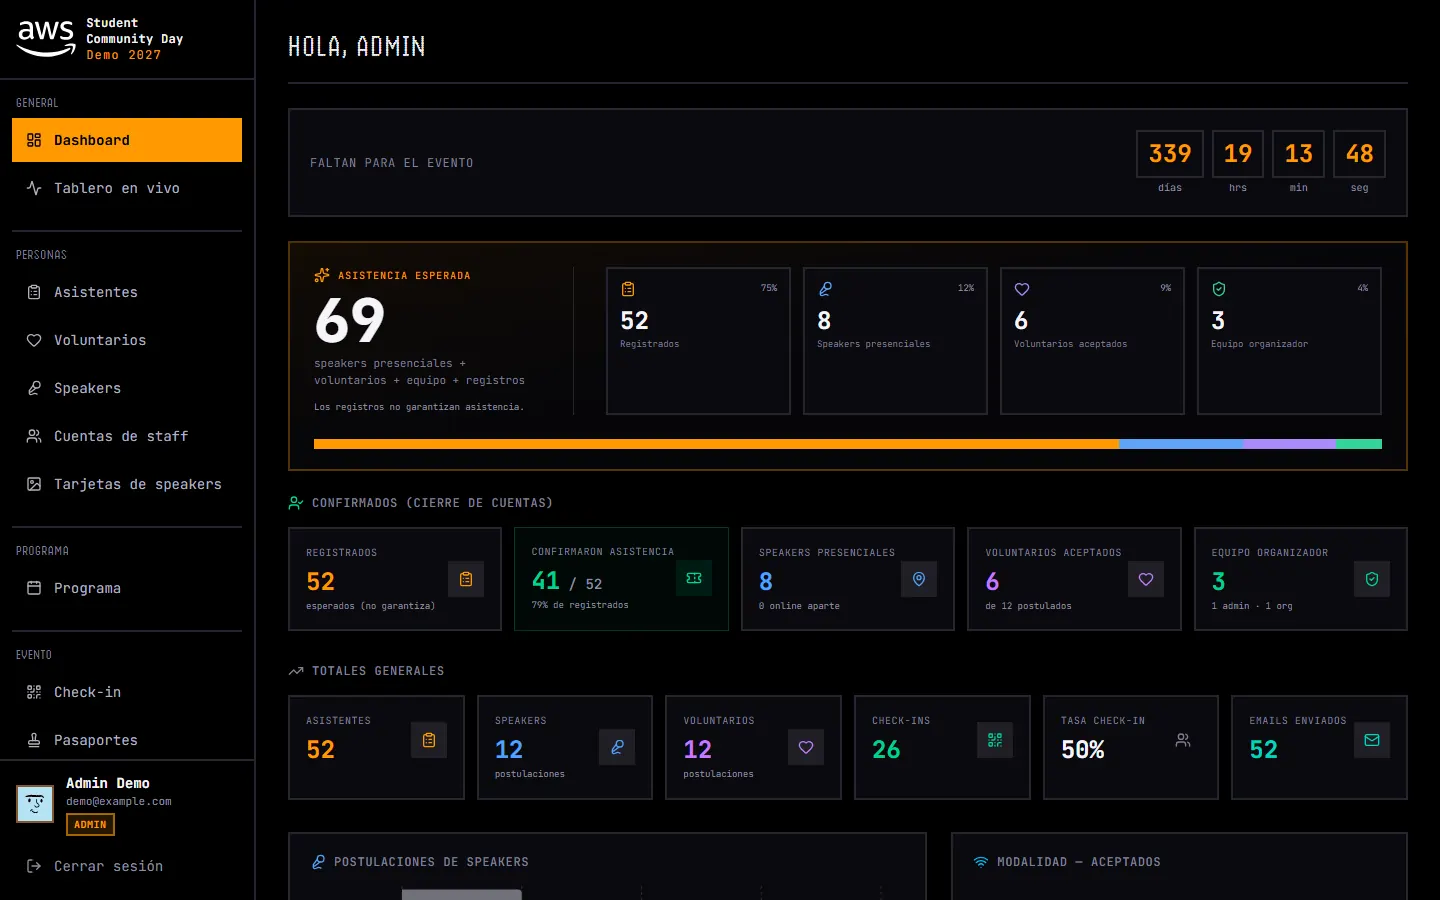 aws
Student
Community Day
Demo 2027
GENERAL
Dashboard
Tablero en vivo
PERSONAS
Asistentes
Voluntarios
Speakers
Cuentas de staff
Tarjetas de speakers
PROGRAMA
Programa
EVENTO
Check-in
Pasaportes
Admin Demo
demo@example.com
ADMIN
Cerrar sesión
HOLA, ADMIN
FALTAN PARA EL EVENTO
339 19 13 48
días hrs min seg
ASISTENCIA ESPERADA
69
speakers presenciales +
voluntarios + equipo + registros
Los registros no garantizan asistencia.
75%
52
Registrados
12%
8
Speakers presenciales
9%
6
Voluntarios aceptados
4%
3
Equipo organizador
CONFIRMADOS (CIERRE DE CUENTAS)
REGISTRADOS
52
esperados (no garantiza)
CONFIRMARON ASISTENCIA
41 / 52
79% de registrados
SPEAKERS PRESENCIALES
8
0 online aparte
VOLUNTARIOS ACEPTADOS
6
de 12 postulados
EQUIPO ORGANIZADOR
3
1 admin · 1 org
TOTALES GENERALES
ASISTENTES
52
SPEAKERS
12
postulaciones
VOLUNTARIOS
12
postulaciones
CHECK-INS
26
TASA CHECK-IN
50%
EMAILS ENVIADOS
52
POSTULACIONES DE SPEAKERS
MODALIDAD — ACEPTADOS